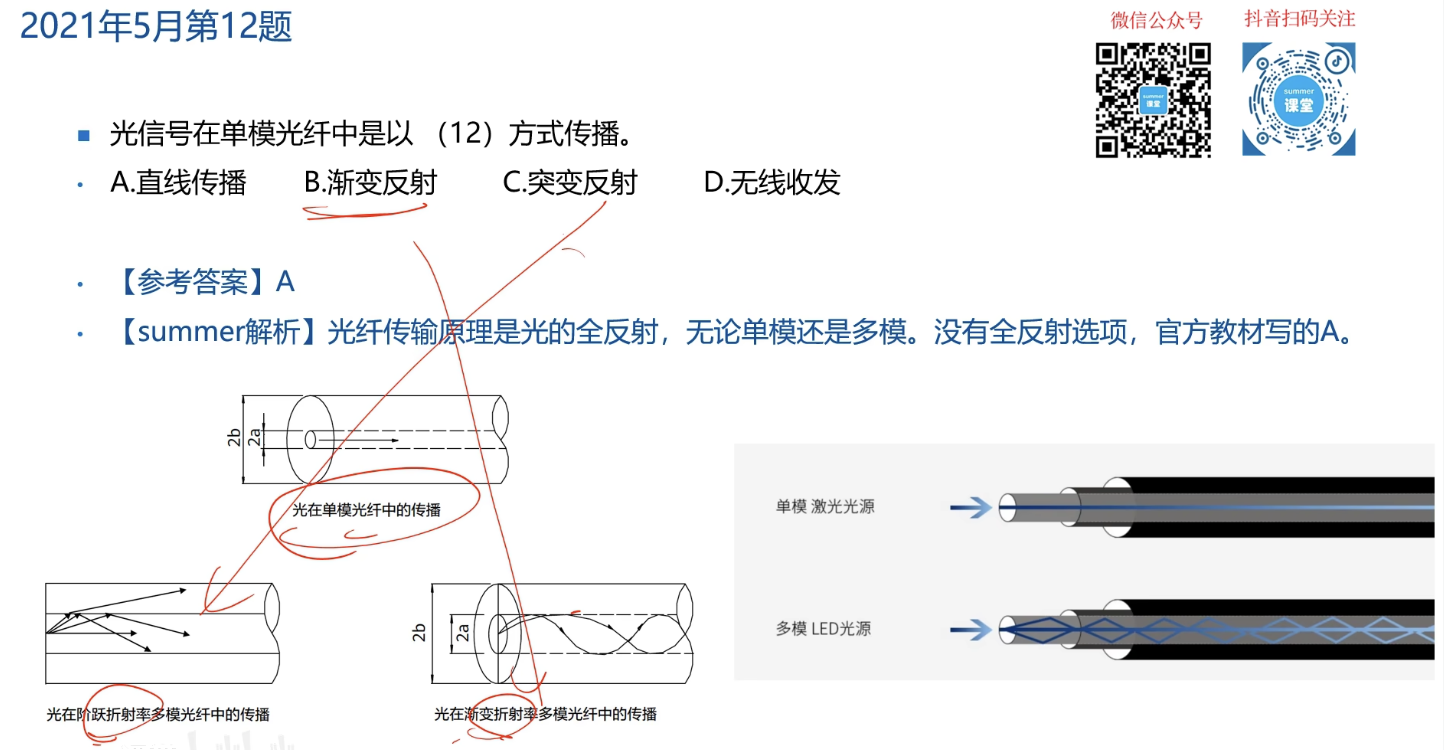 2021年5月第12题
微信公众号
抖音扫码关注
summer
课堂
summer
课堂
■ 光信号在单模光纤中是以 （12）方式传播。
• A.直线传播 B.渐变反射 C.突变反射 D.无线收发
• 【参考答案】A
• 【summer解析】光纤传输原理是光的全反射，无论单模还是多模。没有全反射选项，官方教材写的A。
2b
2a
光在单模光纤中的传播
单模 激光光源
多模 LED光源
2b
2a
光在阶跃折射率多模光纤中的传播
光在渐变折射率多模光纤中的传播